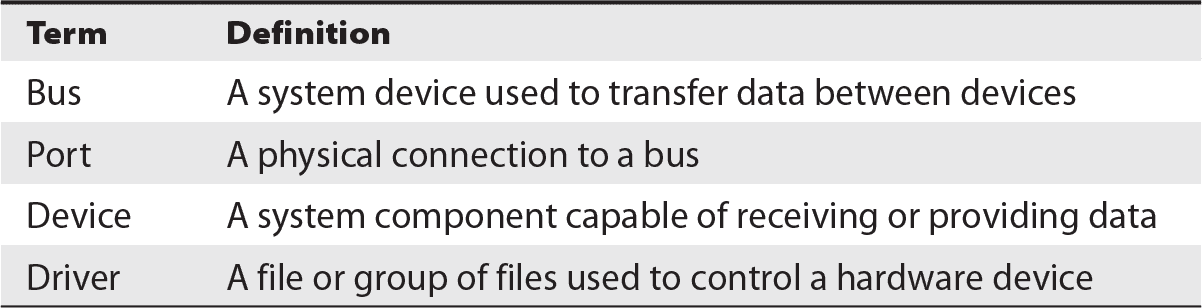 Term Definition
Bus A system device used to transfer data between devices
Port A physical connection to a bus
Device A system component capable of receiving or providing data
Driver A file or group of files used to control a hardware device